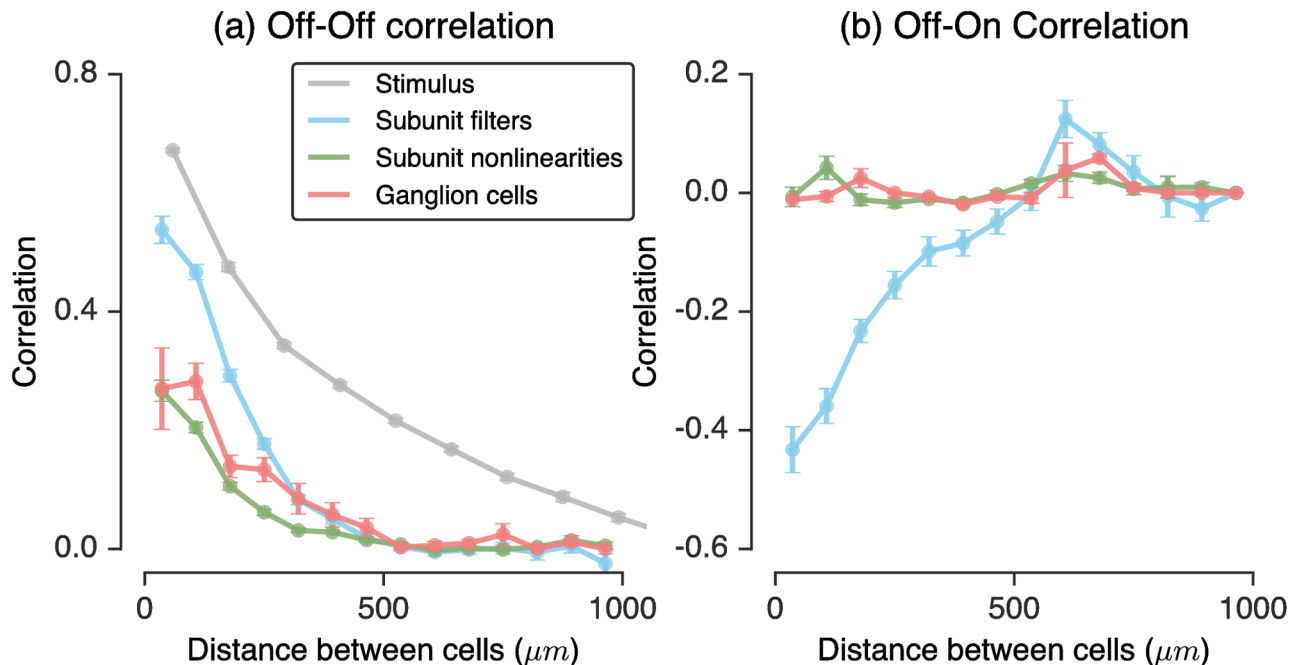 (a) Off-Off correlation
0.8
0.4
0.0
Correlation
Stimulus
Subunit filters
Subunit nonlinearities
Ganglion cells
0
500
1000
Distance between cells (μm)
(b) Off-On Correlation
0.2
0.0
-0.2
-0.4
-0.6
Correlation
0
500
1000
Distance between cells (μm)